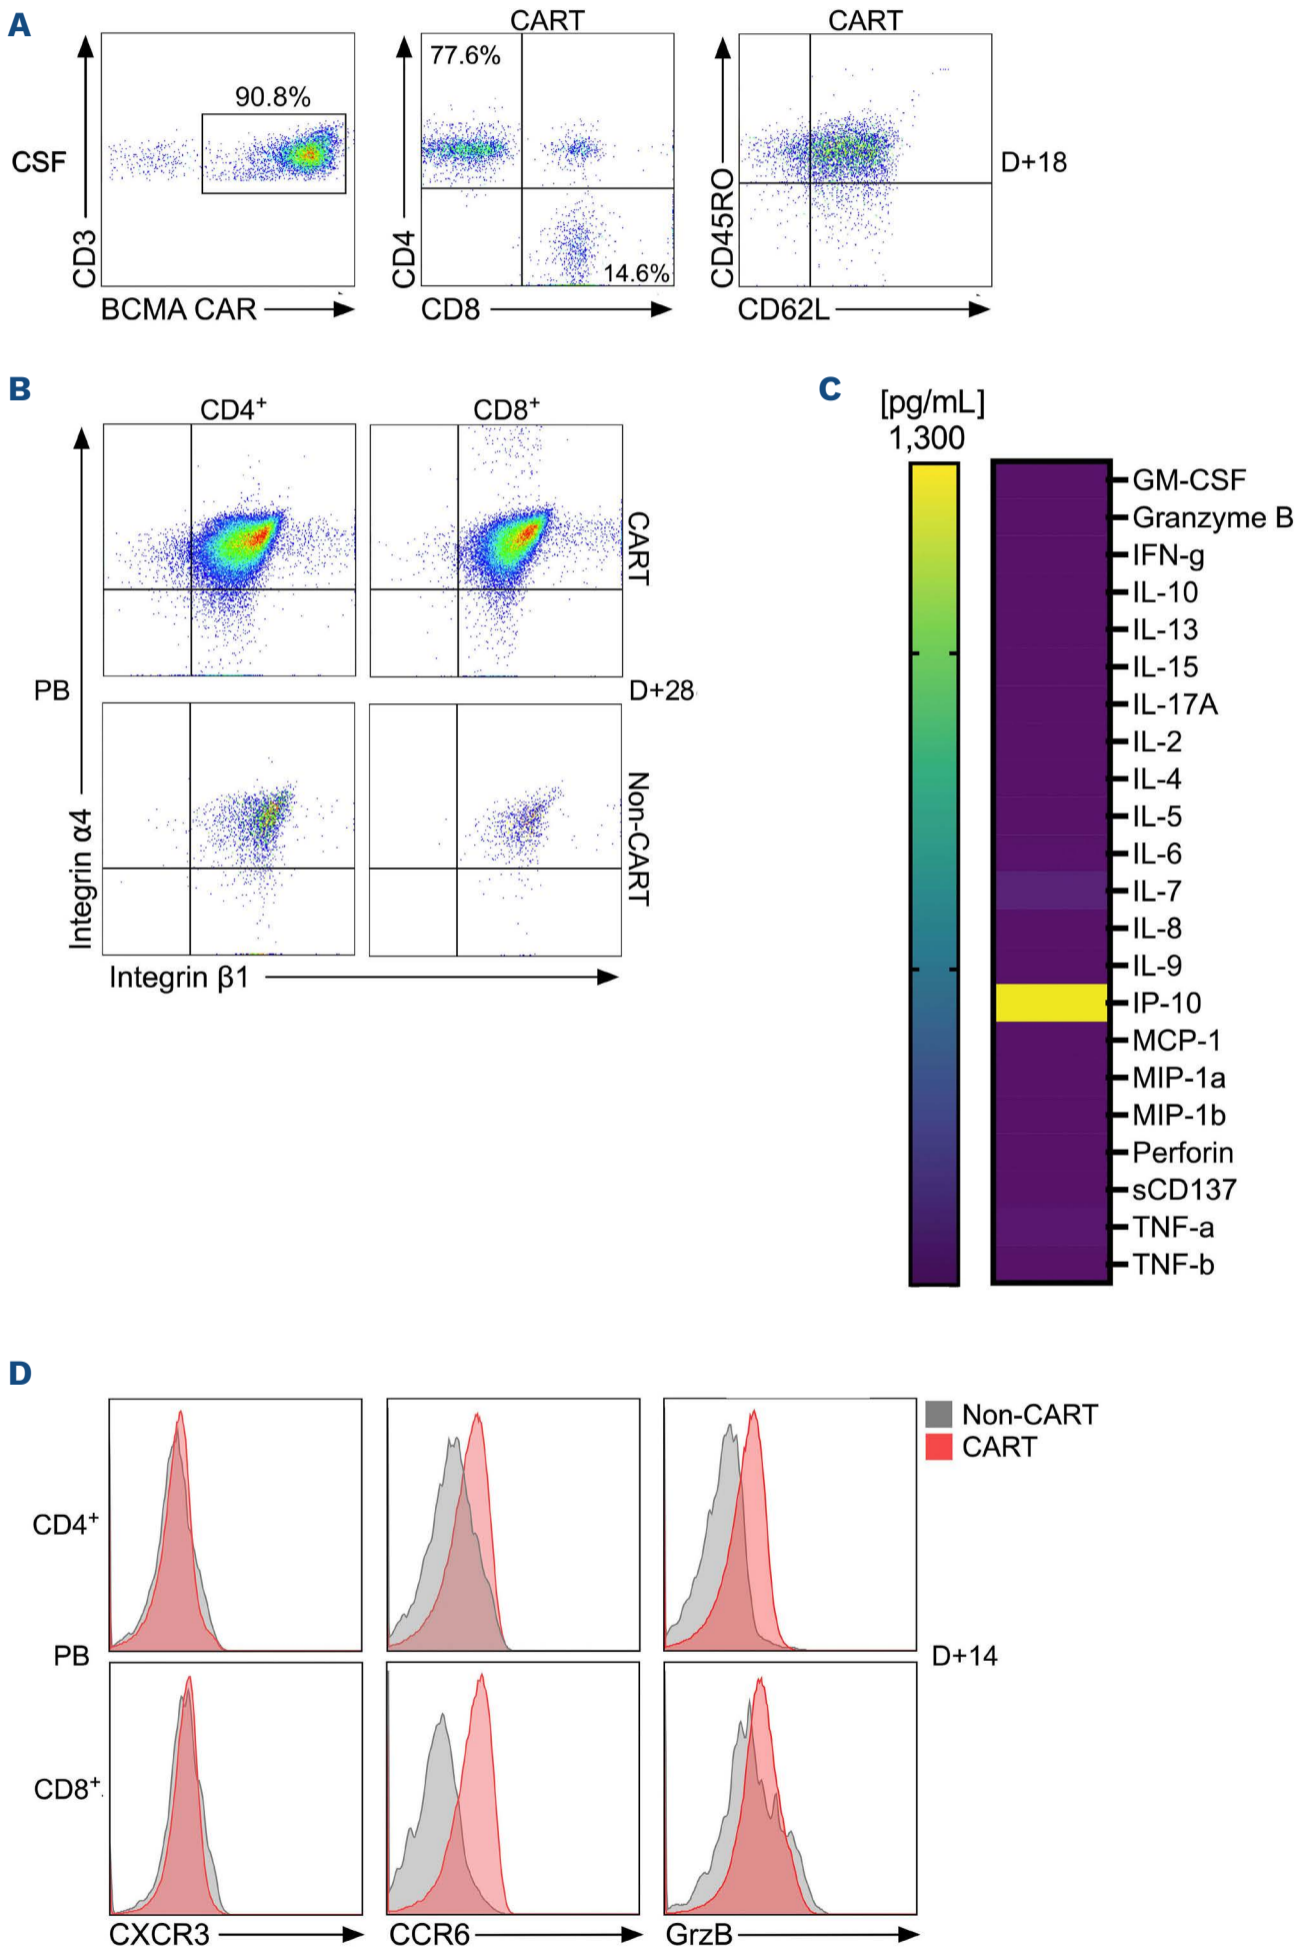 A
CART
CART
77.6%
90.8%
CSF
D+18
CD3
CD4
14.6%
CD45RO
BCMA CAR
CD8
CD62L
B
CD4+
CD8+
CART
PB
D+28
Integrin α4
Non-CART
Integrin β1
C
[pg/mL]
1,300
GM-CSF
Granzyme B
IFN-g
IL-10
IL-13
IL-15
IL-17A
IL-2
IL-4
IL-5
IL-6
IL-7
IL-8
IL-9
IP-10
MCP-1
MIP-1a
MIP-1b
Perforin
sCD137
TNF-a
TNF-b
D
Non-CART
CART
CD4+
PB
D+14
CD8+
CXCR3
CCR6
GrzB